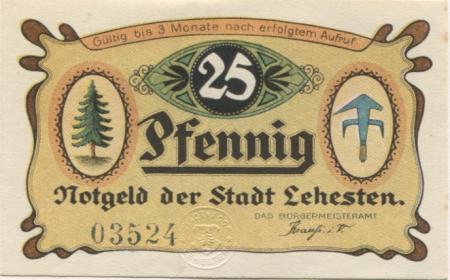 Gültig bis 3 Monate nach erfolgtem Aufruf
25
Pfennig
Notgeld der Stadt Lehesten.
DAS BÜRGERMEISTERAMT
03524